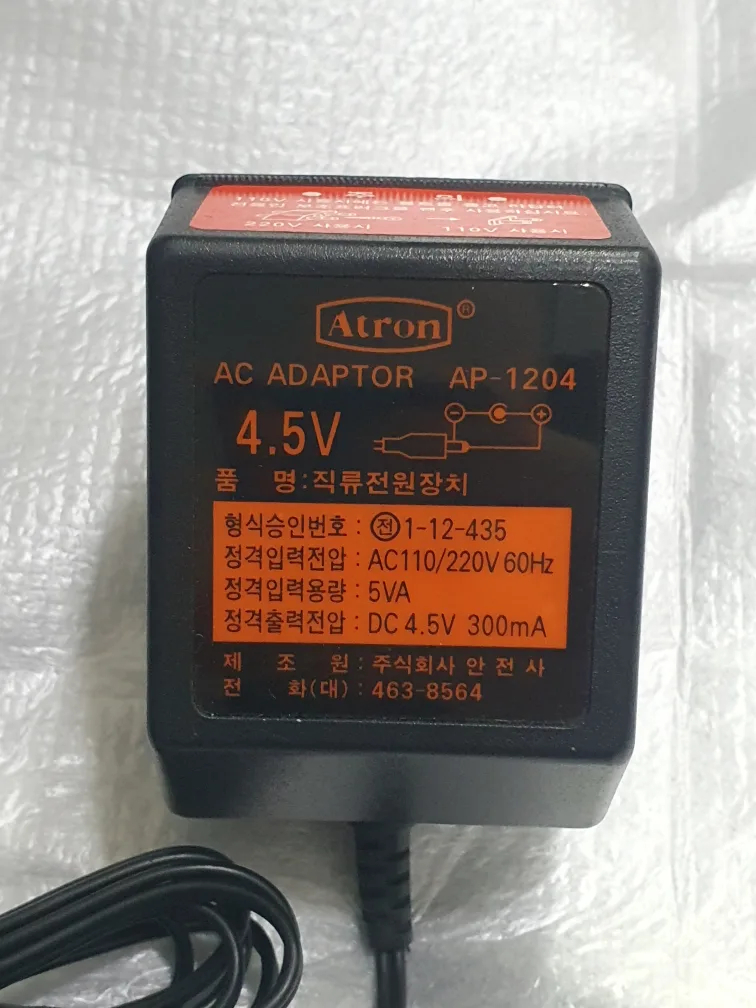 주 의
220V 사용시 110V 사용시
Atron ®
AC ADAPTOR AP-1204
4.5V
품 명 : 직류전원장치
형식승인번호 : ㉠전 1-12-435
정격입력전압 : AC110/220V 60Hz
정격입력용량 : 5VA
정격출력전압 : DC 4.5V 300mA
제 조 원 : 주식회사 안전사
전 화(대) : 463-8564